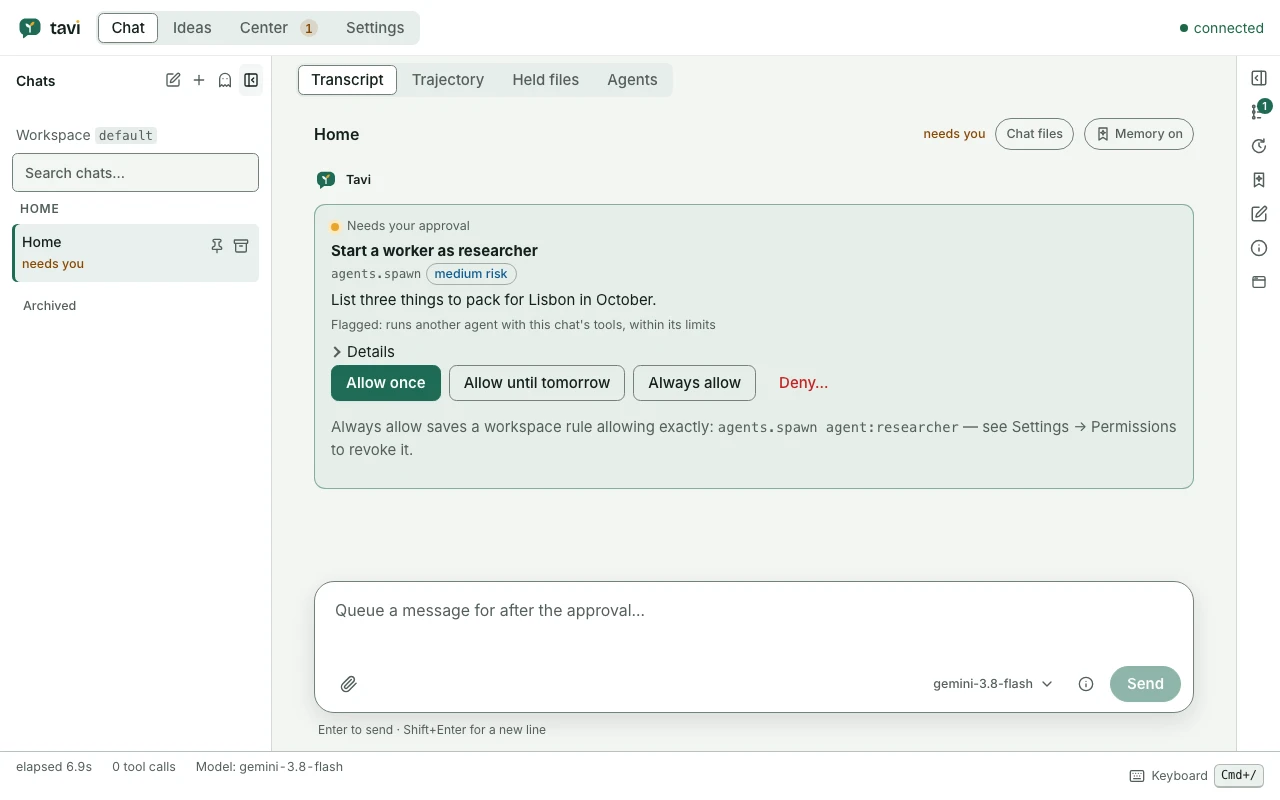 tavi
Chat
Ideas
Center 1
Settings
connected
Chats
Workspace default
Search chats...
HOME
Home
needs you
Archived
Transcript
Trajectory
Held files
Agents
Home
needs you
Chat files
Memory on
Tavi
Needs your approval
Start a worker as researcher
agents.spawn medium risk
List three things to pack for Lisbon in October.
Flagged: runs another agent with this chat's tools, within its limits
Details
Allow once
Allow until tomorrow
Always allow
Deny...
Always allow saves a workspace rule allowing exactly: agents.spawn agent:researcher — see Settings → Permissions
to revoke it.
1
Queue a message for after the approval...
gemini-3.8-flash
Send
Enter to send · Shift+Enter for a new line
elapsed 6.9s
0 tool calls
Model: gemini-3.8-flash
Keyboard Cmd+/